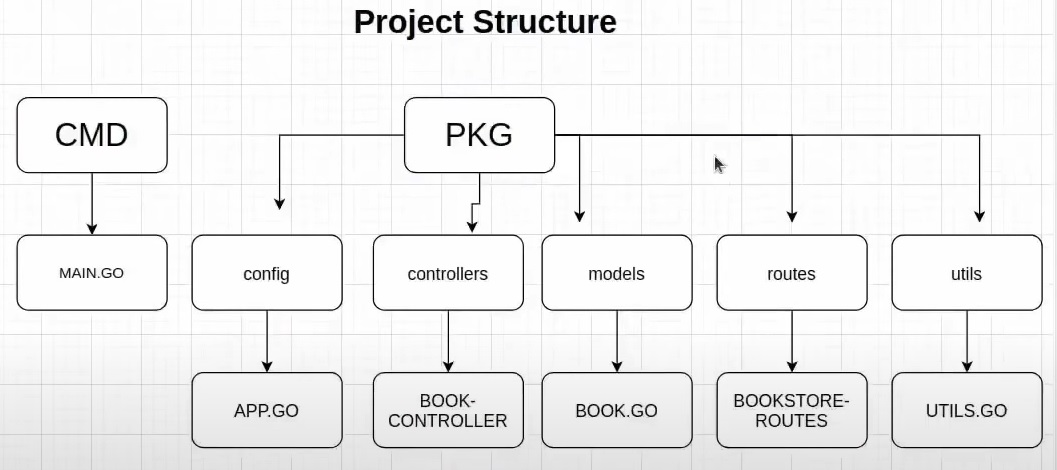 Project Structure
CMD
PKG
MAIN.GO
config
controllers
models
routes
utils
APP.GO
BOOK-
CONTROLLER
BOOK.GO
BOOKSTORE-
ROUTES
UTILS.GO